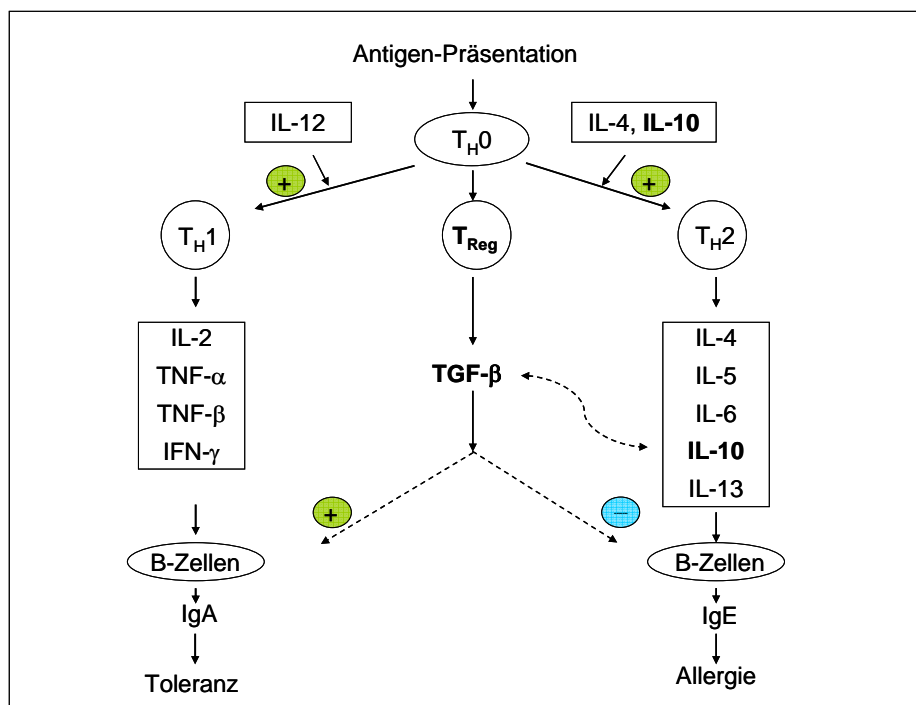 Antigen-Präsentation
IL-12
IL-4, IL-10
TH0
+
+
TH1
TReg
TH2
IL-2
TNF-α
TNF-β
IFN-γ
TGF-β
IL-4
IL-5
IL-6
IL-10
IL-13
+
–
B-Zellen
B-Zellen
IgA
IgE
Toleranz
Allergie